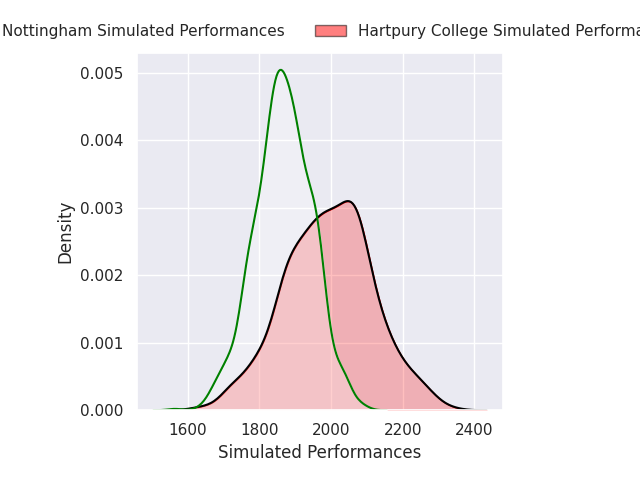 Nottingham Simulated Performances
Hartpury College Simulated Performa
0.005
0.004
0.003
0.002
0.001
0.000
Density
1600
1800
2000
2200
2400
Simulated Performances